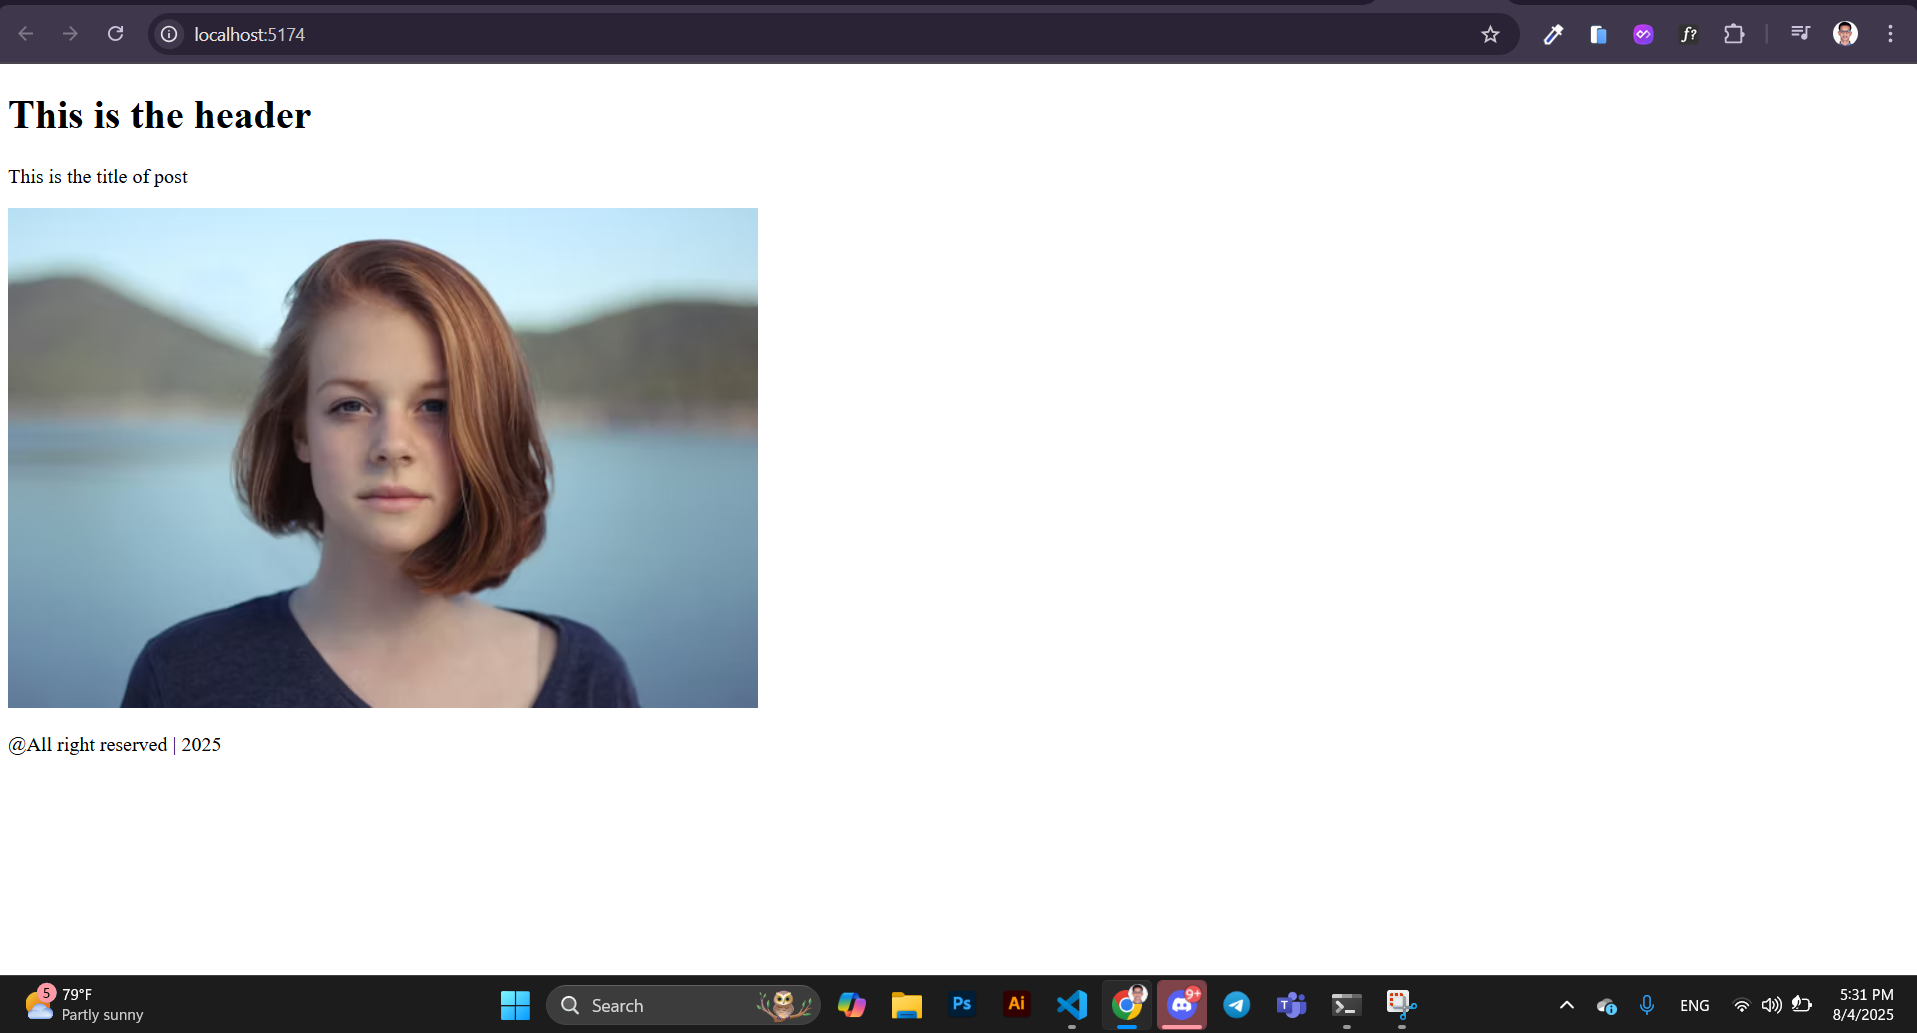 localhost:5174
f?
This is the header
This is the title of post
@All right reserved | 2025
5
79°F
Partly sunny
Search
Ps
Ai
9+
T
ENG
5:31 PM
8/4/2025